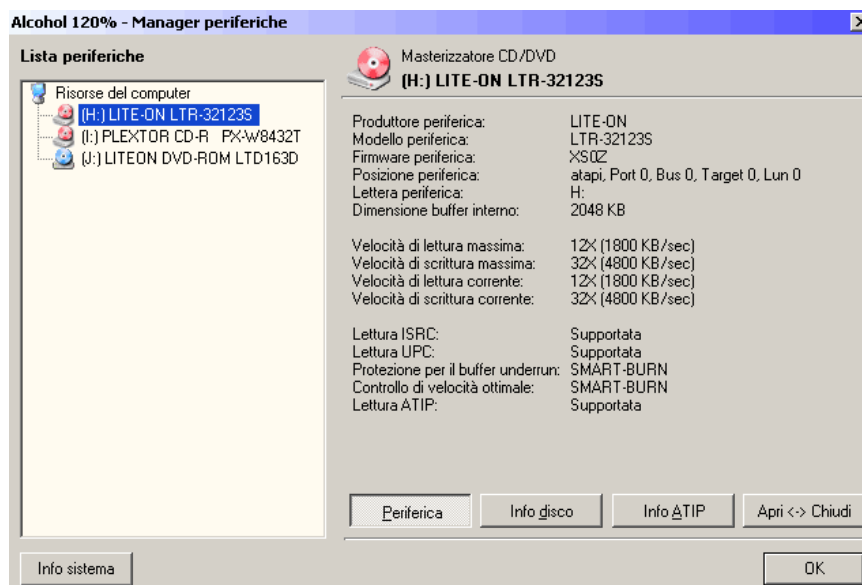 Alcohol 120% - Manager periferiche
Lista periferiche
Risorse del computer
(H:) LITE-ON LTR-32123S
(I:) PLEXTOR CD-R PX-W8432T
(J:) LITEON DVD-ROM LTD163D
Masterizzatore CD/DVD
(H:) LITE-ON LTR-32123S
Produttore periferica: LITE-ON
Modello periferica: LTR-32123S
Firmware periferica: XS0Z
Posizione periferica: atapi, Port 0, Bus 0, Target 0, Lun 0
Lettera periferica: H:
Dimensione buffer interno: 2048 KB
Velocità di lettura massima: 12X (1800 KB/sec)
Velocità di scrittura massima: 32X (4800 KB/sec)
Velocità di lettura corrente: 12X (1800 KB/sec)
Velocità di scrittura corrente: 32X (4800 KB/sec)
Lettura ISRC: Supportata
Lettura UPC: Supportata
Protezione per il buffer underrun: SMART-BURN
Controllo di velocità ottimale: SMART-BURN
Lettura ATIP: Supportata
Periferica
Info disco
Info ATIP
Apri <-> Chiudi
Info sistema
OK